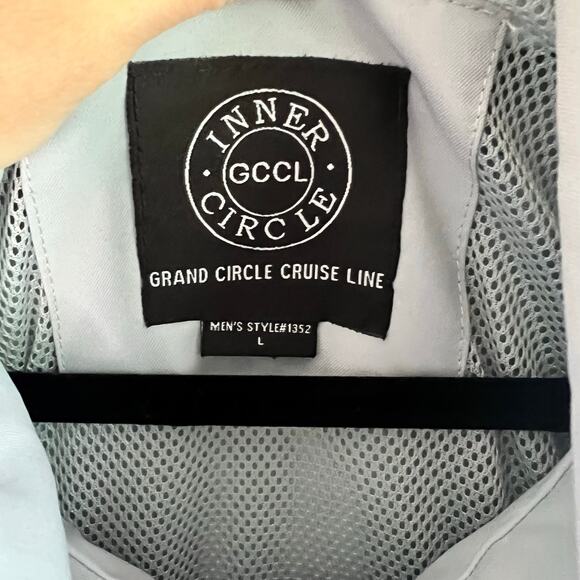 INNER
GCCL
CIRCLE
GRAND CIRCLE CRUISE LINE
MEN'S STYLE#1352
L